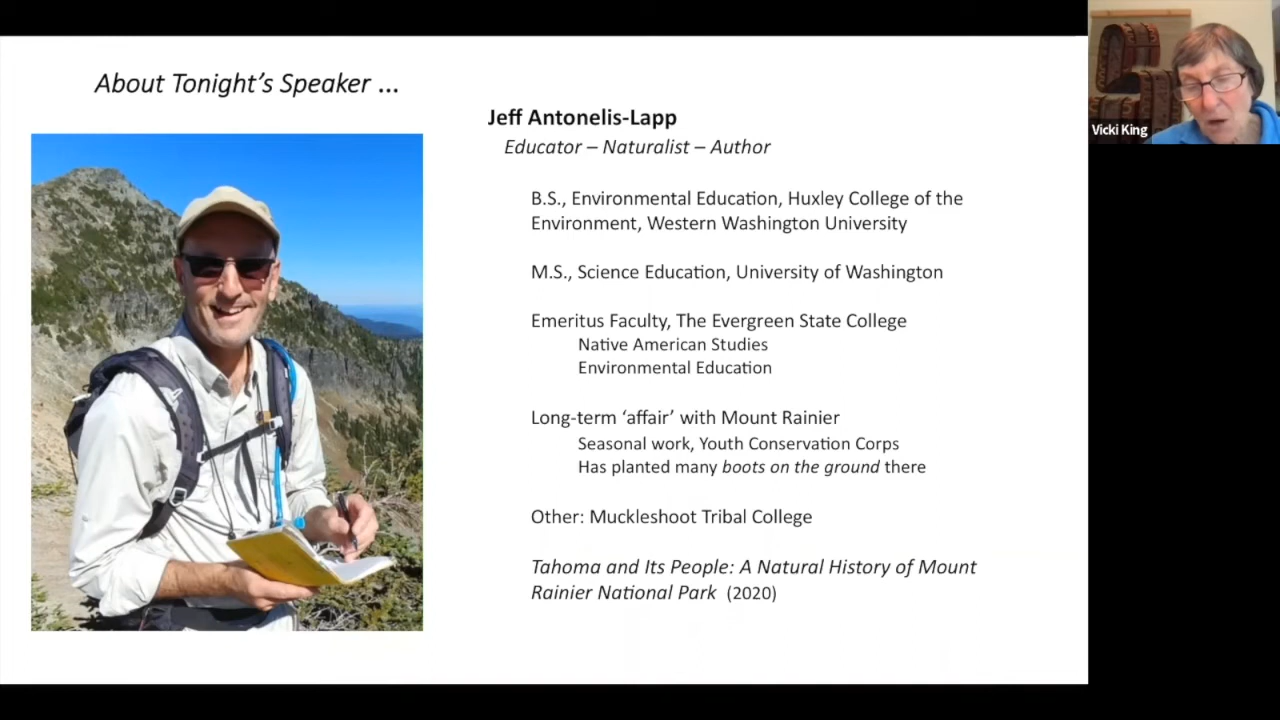 About Tonight's Speaker ...
Jeff Antonelis-Lapp
Educator – Naturalist – Author
B.S., Environmental Education, Huxley College of the
Environment, Western Washington University
M.S., Science Education, University of Washington
Emeritus Faculty, The Evergreen State College
Native American Studies
Environmental Education
Long-term ‘affair’ with Mount Rainier
Seasonal work, Youth Conservation Corps
Has planted many boots on the ground there
Other: Muckleshoot Tribal College
Tahoma and Its People: A Natural History of Mount
Rainier National Park (2020)
Vicki King